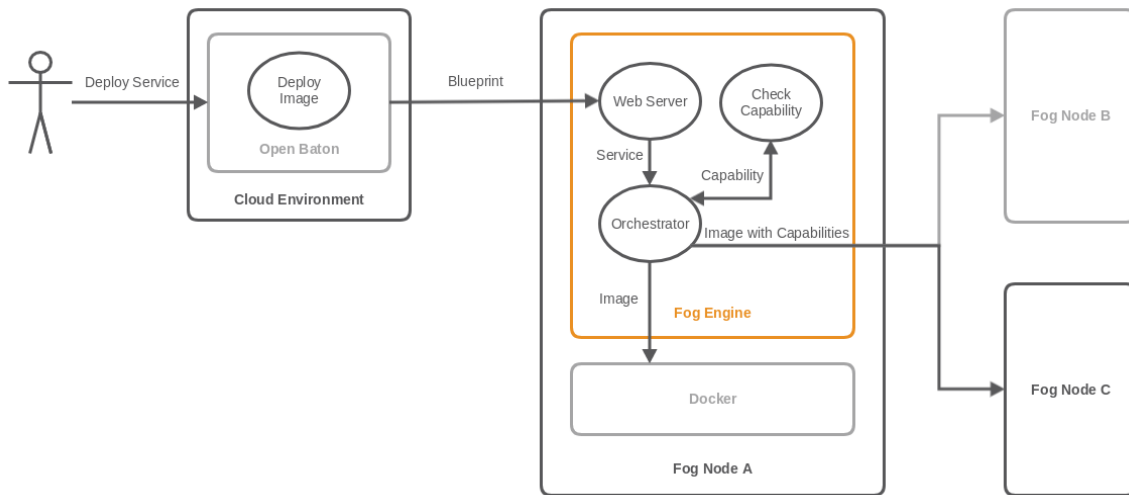 Deploy Service
Deploy
Image
Open Baton
Cloud Environment
Blueprint
Web Server
Check
Capability
Service
Capability
Orchestrator
Image with Capabilities
Image
Fog Engine
Docker
Fog Node A
Fog Node B
Fog Node C